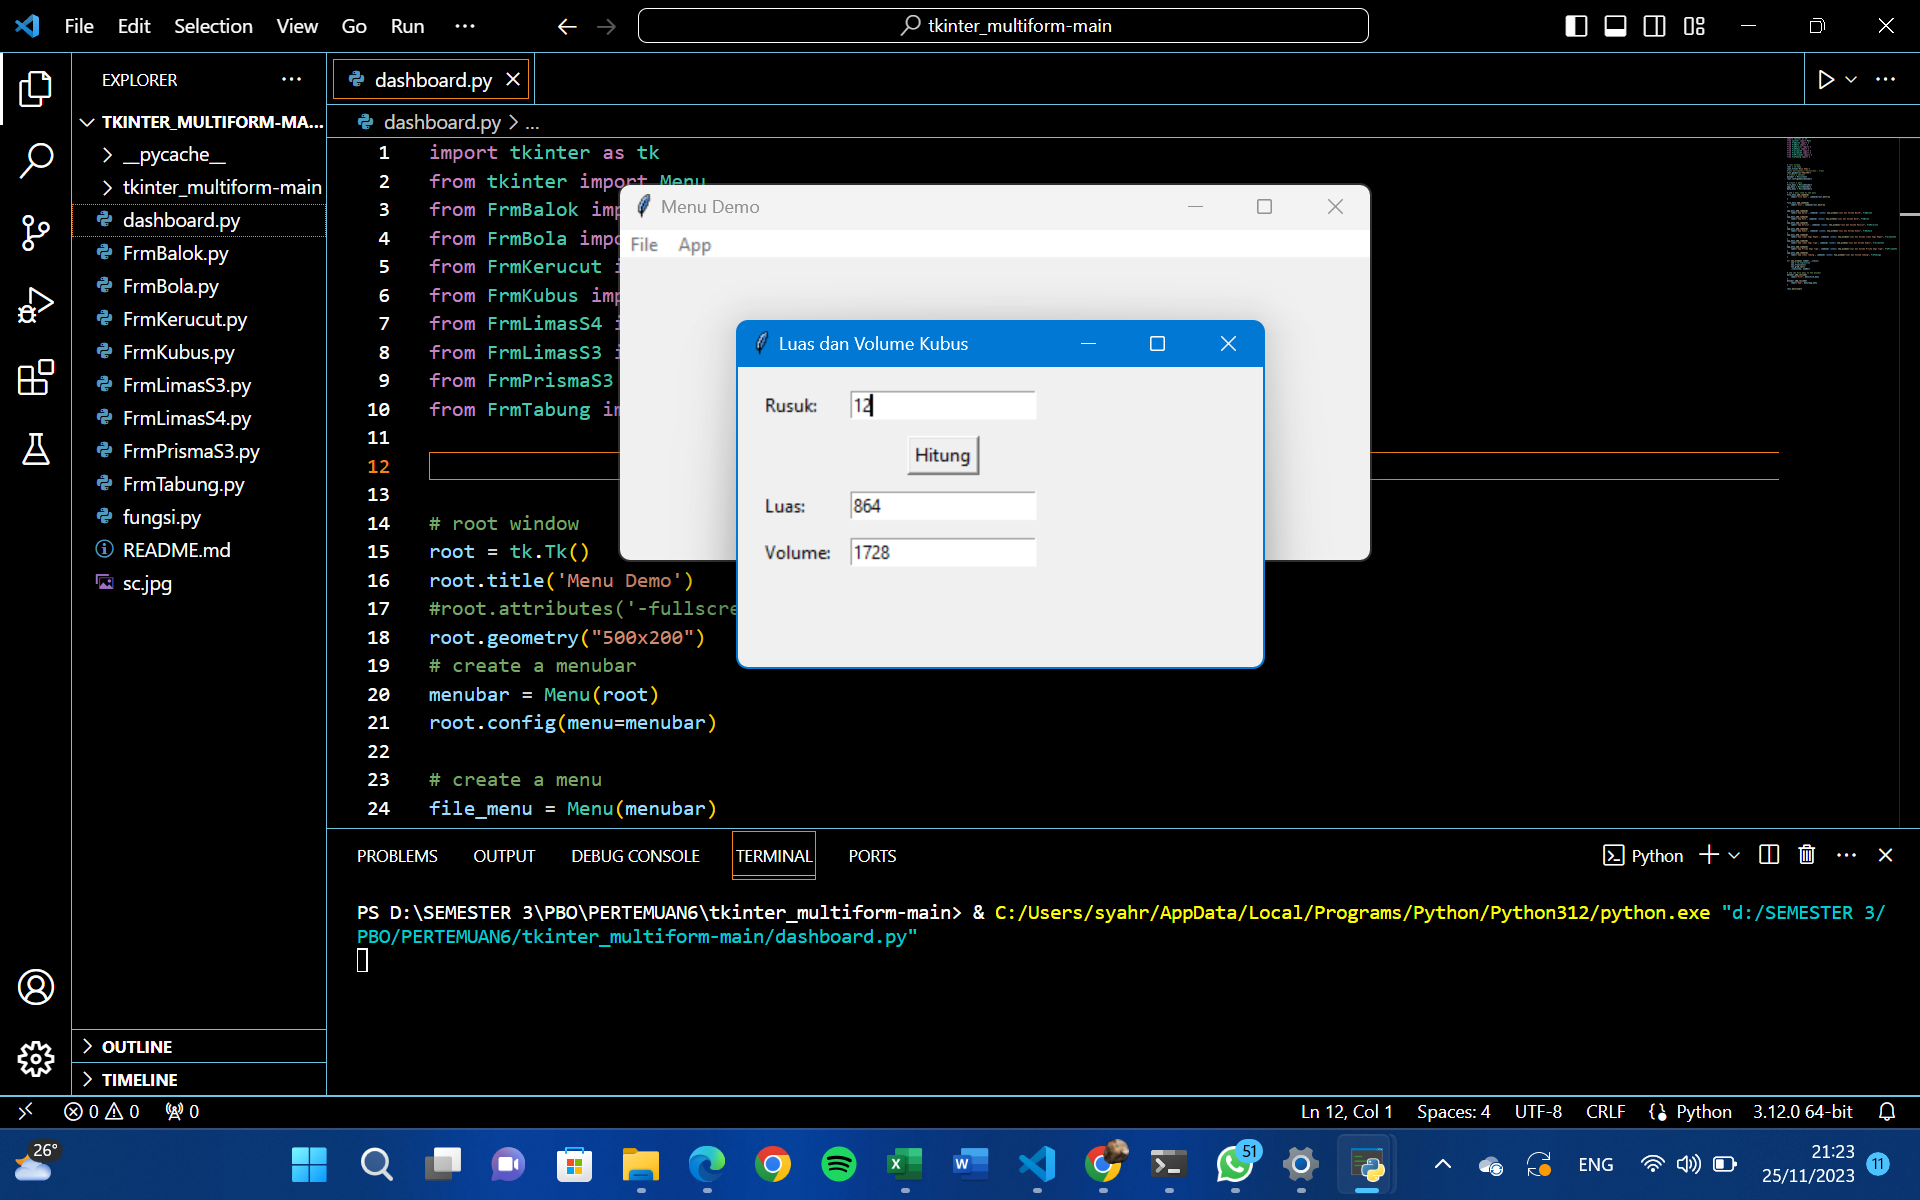 File Edit Selection View Go Run
tkinter_multiform-main
EXPLORER
TKINTER_MULTIFORM-MA...
__pycache__
tkinter_multiform-main
dashboard.py
FrmBalok.py
FrmBola.py
FrmKerucut.py
FrmKubus.py
FrmLimasS3.py
FrmLimasS4.py
FrmPrismaS3.py
FrmTabung.py
fungsi.py
README.md
sc.jpg
OUTLINE
TIMELINE
dashboard.py
dashboard.py > ...
1 import tkinter as tk
2 from tkinter import Menu
3 from FrmBalok imp
4 from FrmBola impo
5 from FrmKerucut i
6 from FrmKubus imp
7 from FrmLimasS4 i
8 from FrmLimasS3 i
9 from FrmPrismaS3
10 from FrmTabung im
11
12
13
14 # root window
15 root = tk.Tk()
16 root.title('Menu Demo')
17 #root.attributes('-fullscre
18 root.geometry("500x200")
19 # create a menubar
20 menubar = Menu(root)
21 root.config(menu=menubar)
22
23 # create a menu
24 file_menu = Menu(menubar)
Menu Demo
File App
Luas dan Volume Kubus
Rusuk: 12
Hitung
Luas: 864
Volume: 1728
PROBLEMS OUTPUT DEBUG CONSOLE TERMINAL PORTS
Python
PS D:\SEMESTER 3\PBO\PERTEMUAN6\tkinter_multiform-main> & C:/Users/syahr/AppData/Local/Programs/Python/Python312/python.exe "d:/SEMESTER 3/
PBO/PERTEMUAN6/tkinter_multiform-main/dashboard.py"
0 0 0
Ln 12, Col 1 Spaces: 4 UTF-8 CRLF Python 3.12.0 64-bit
26°
51
ENG
21:23
25/11/2023
11